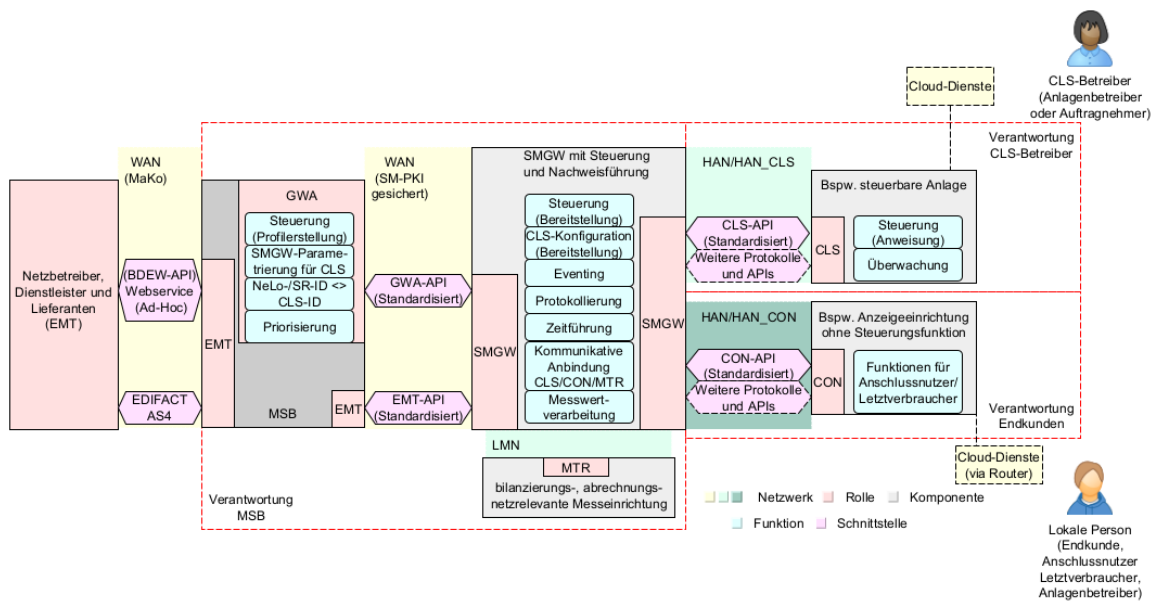 CLS-Betreiber
(Anlagenbetreiber
oder Auftragnehmer)
Cloud-Dienste
Verantwortung
CLS-Betreiber
WAN
(MaKo)
GWA
WAN
(SM-PKI
gesichert)
SMGW mit Steuerung
und Nachweisführung
HAN/HAN_CLS
Bspw. steuerbare Anlage
Netzbetreiber,
Dienstleister und
Lieferanten
(EMT)
(BDEW-API)
Webservice
(Ad-Hoc)
EDIFACT
AS4
EMT
Steuerung
(Profilerstellung)
SMGW-Parame-
trierung für CLS
NeLo-/SR-ID <>
CLS-ID
Priorisierung
MSB
EMT
GWA-API
(Standardisiert)
EMT-API
(Standardisiert)
SMGW
Steuerung
(Bereitstellung)
CLS-Konfiguration
(Bereitstellung)
Eventing
Protokollierung
Zeitführung
Kommunikative
Anbindung
CLS/CON/MTR
Messwert-
verarbeitung
SMGW
CLS-API
(Standardisiert)
Weitere Protokolle
und APIs
CLS
Steuerung
(Anweisung)
Überwachung
HAN/HAN_CON
Bspw. Anzeigeeinrichtung
ohne Steuerungsfunktion
CON-API
(Standardisiert)
Weitere Protokolle
und APIs
CON
Funktionen für
Anschlussnutzer/
Letztverbraucher
Verantwortung
Endkunden
Cloud-Dienste
(via Router)
LMN
MTR
bilanzierungs-, abrechnungs-
netzrelevante Messeinrichtung
Verantwortung
MSB
Netzwerk
Rolle
Komponente
Funktion
Schnittstelle
Lokale Person
(Endkunde,
Anschlussnutzer
Letztverbraucher,
Anlagenbetreiber)